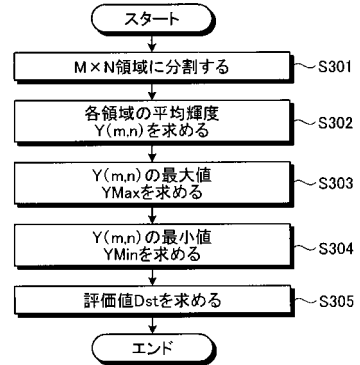 スタート
M×N領域に分割する
S301
各領域の平均輝度
Y(m,n)を求める
S302
Y(m,n)の最大値
YMaxを求める
S303
Y(m,n)の最小値
YMinを求める
S304
評価値Dstを求める
S305
エンド